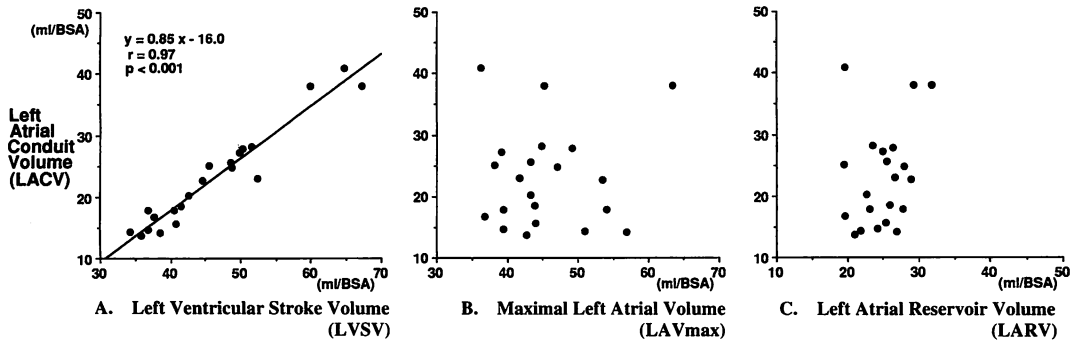 50
(ml/BSA)
y = 0.85 x - 16.0
r = 0.97
p < 0.001
40
Left
Atrial
Conduit
Volume
(LACV)
30
20
10
30 40 50 60 70
(ml/BSA)
A. Left Ventricular Stroke Volume
(LVSV)
50
40
30
20
10
30 40 50 60 70
(ml/BSA)
B. Maximal Left Atrial Volume
(LAVmax)
50
40
30
20
10
10 20 30 40 50
(ml/BSA)
C. Left Atrial Reservoir Volume
(LARV)